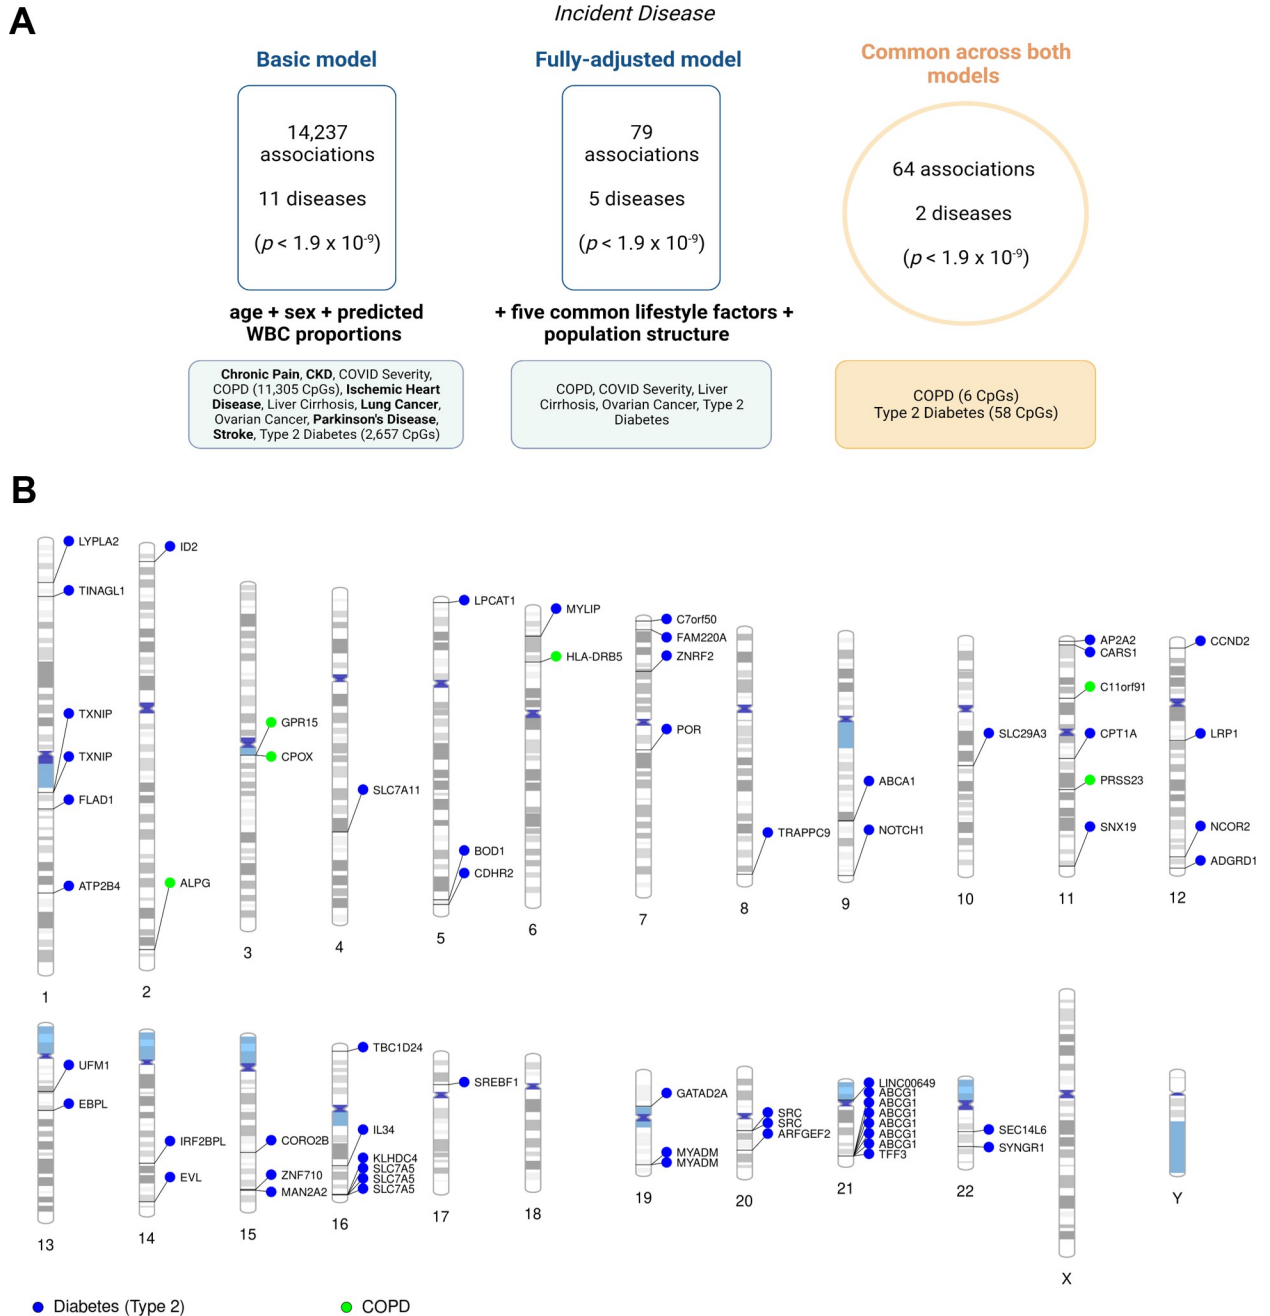 A
Incident Disease
Basic model
14,237
associations
11 diseases
(p < 1.9 x 10-9)
age + sex + predicted
WBC proportions
Chronic Pain, CKD, COVID Severity,
COPD (11,305 CpGs), Ischemic Heart
Disease, Liver Cirrhosis, Lung Cancer,
Ovarian Cancer, Parkinson's Disease,
Stroke, Type 2 Diabetes (2,657 CpGs)
Fully-adjusted model
79
associations
5 diseases
(p < 1.9 x 10-9)
+ five common lifestyle factors +
population structure
COPD, COVID Severity, Liver
Cirrhosis, Ovarian Cancer, Type 2
Diabetes
Common across both
models
64 associations
2 diseases
(p < 1.9 x 10-9)
COPD (6 CpGs)
Type 2 Diabetes (58 CpGs)
B
LYPLA2
TINAGL1
TXNIP
TXNIP
FLAD1
ATP2B4
1
ID2
ALPG
2
GPR15
CPOX
3
SLC7A11
4
LPCAT1
BOD1
CDHR2
5
MYLIP
HLA-DRB5
6
C7orf50
FAM220A
ZNRF2
POR
7
TRAPPC9
8
ABCA1
NOTCH1
9
SLC29A3
10
AP2A2
CARS1
C11orf91
CPT1A
PRSS23
SNX19
11
CCND2
LRP1
NCOR2
ADGRD1
12
UFM1
EBPL
13
IRF2BPL
EVL
14
CORO2B
ZNF710
MAN2A2
15
TBC1D24
IL34
KLHDC4
SLC7A5
SLC7A5
SLC7A5
16
SREBF1
17
18
GATAD2A
MYADM
MYADM
19
SRC
SRC
ARFGEF2
20
LINC00649
ABCG1
ABCG1
ABCG1
ABCG1
ABCG1
ABCG1
TFF3
21
SEC14L6
SYNGR1
22
X
Y
Diabetes (Type 2)
COPD